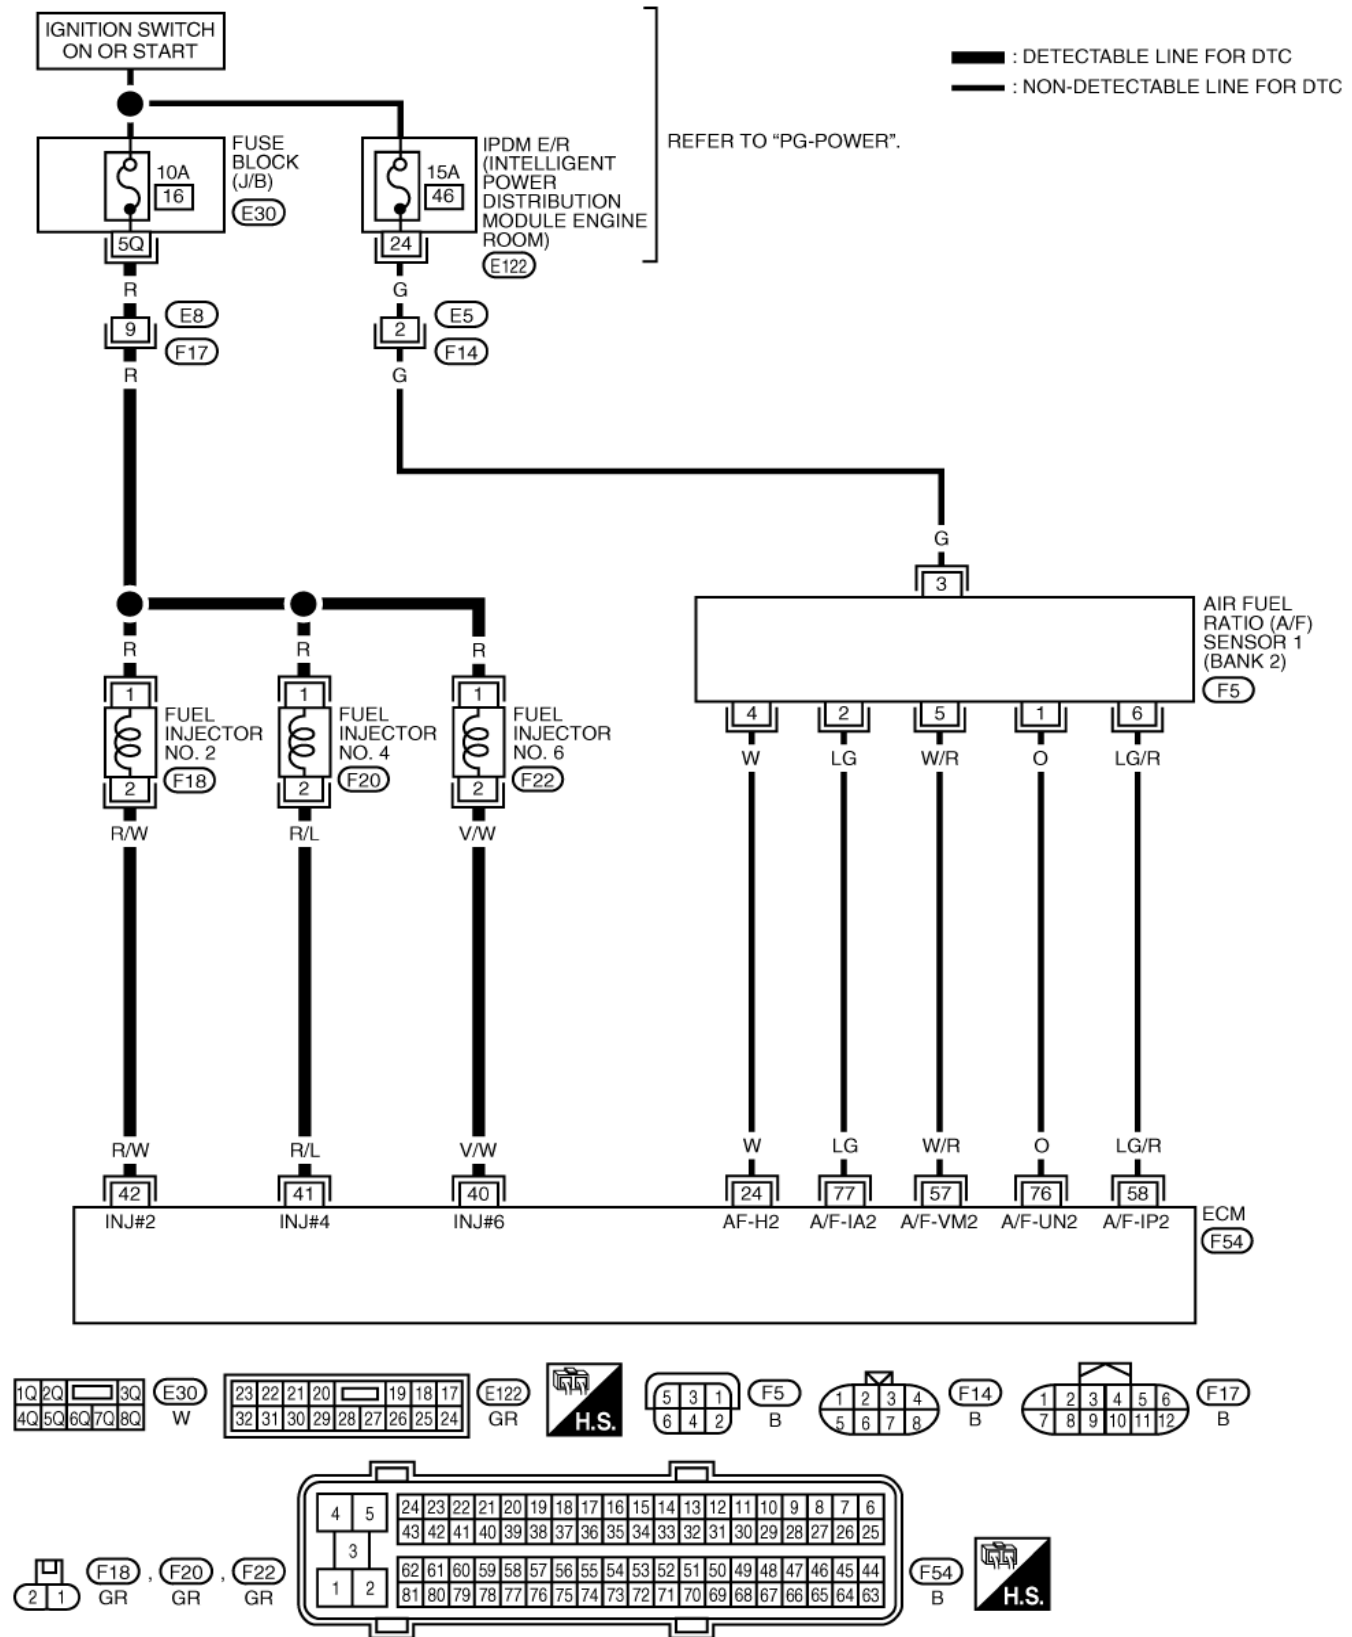 IGNITION SWITCH
ON OR START
: DETECTABLE LINE FOR DTC
: NON-DETECTABLE LINE FOR DTC
REFER TO “PG-POWER”.
10A
16
FUSE
BLOCK
(J/B)
E30
15A
46
IPDM E/R
(INTELLIGENT
POWER
DISTRIBUTION
MODULE ENGINE
ROOM)
E122
5Q
24
R
G
9
E8
F17
2
E5
F14
R
G
G
3
AIR FUEL
RATIO (A/F)
SENSOR 1
(BANK 2)
F5
R
R
R
1
1
1
FUEL
INJECTOR
NO. 2
F18
FUEL
INJECTOR
NO. 4
F20
FUEL
INJECTOR
NO. 6
F22
2
2
2
4
2
5
1
6
W
LG
W/R
O
LG/R
R/W
R/L
V/W
R/W
R/L
V/W
W
LG
W/R
O
LG/R
42
41
40
24
77
57
76
58
INJ#2
INJ#4
INJ#6
AF-H2
A/F-IA2
A/F-VM2
A/F-UN2
A/F-IP2
ECM
F54
1Q 2Q 3Q
4Q 5Q 6Q 7Q 8Q
E30
W
23 22 21 20 19 18 17
32 31 30 29 28 27 26 25 24
E122
GR
H.S.
5 3 1
6 4 2
F5
B
1 2 3 4
5 6 7 8
F14
B
1 2 3 4 5 6
7 8 9 10 11 12
F17
B
2 1
F18 , F20 , F22
GR GR GR
4 5
3
1 2
24 23 22 21 20 19 18 17 16 15 14 13 12 11 10 9 8 7 6
43 42 41 40 39 38 37 36 35 34 33 32 31 30 29 28 27 26 25
62 61 60 59 58 57 56 55 54 53 52 51 50 49 48 47 46 45 44
81 80 79 78 77 76 75 74 73 72 71 70 69 68 67 66 65 64 63
F54
B
H.S.